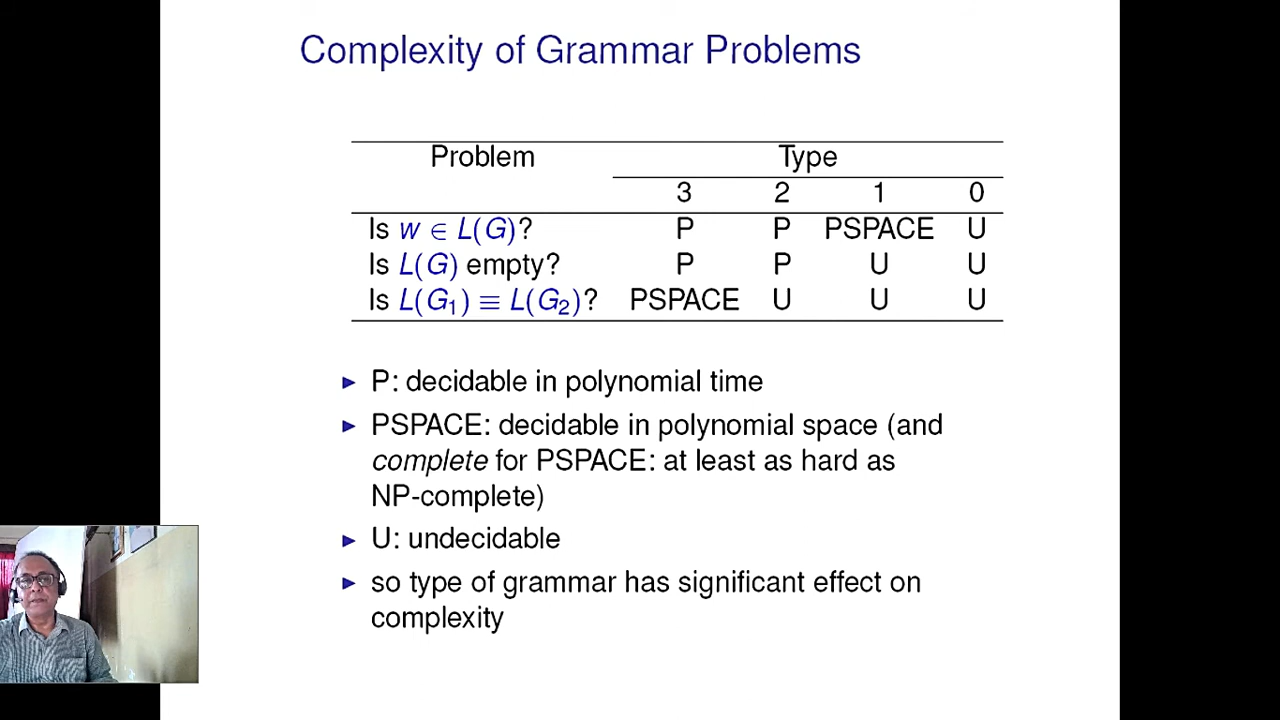 Complexity of Grammar Problems
Problem Type
3 2 1 0
Is w ∈ L(G)? P P PSPACE U
Is L(G) empty? P P U U
Is L(G₁) ≡ L(G₂)? PSPACE U U U
▶ P: decidable in polynomial time
▶ PSPACE: decidable in polynomial space (and
complete for PSPACE: at least as hard as
NP-complete)
▶ U: undecidable
▶ so type of grammar has significant effect on
complexity